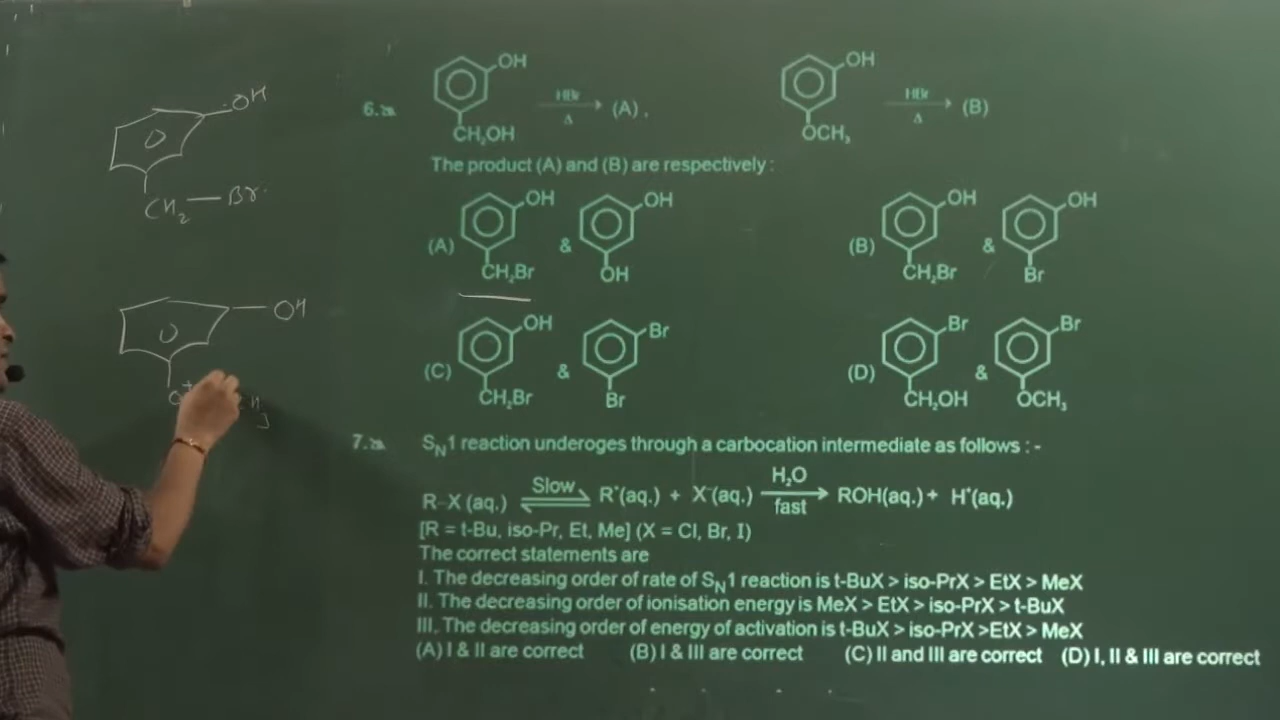 OH
CH₂ — Br
OH
6.
OH
CH₂OH
HBr
Δ
(A) ,
OH
OCH₃
HBr
Δ
(B)
The product (A) and (B) are respectively :
(A)
OH
CH₂Br
&
OH
OH
(B)
OH
CH₂Br
&
OH
Br
(C)
OH
CH₂Br
&
Br
Br
(D)
Br
CH₂OH
&
Br
OCH₃
7. S_N1 reaction underoges through a carbocation intermediate as follows : -
R–X (aq.) Slow R⁺(aq.) + X⁻(aq.) H₂O fast ROH(aq.) + H⁺(aq.)
[R = t-Bu, iso-Pr, Et, Me] (X = Cl, Br, I)
The correct statements are
I. The decreasing order of rate of S_N1 reaction is t-BuX > iso-PrX > EtX > MeX
II. The decreasing order of ionisation energy is MeX > EtX > iso-PrX > t-BuX
III. The decreasing order of energy of activation is t-BuX > iso-PrX >EtX > MeX
(A) I & II are correct (B) I & III are correct (C) II and III are correct (D) I, II & III are correct